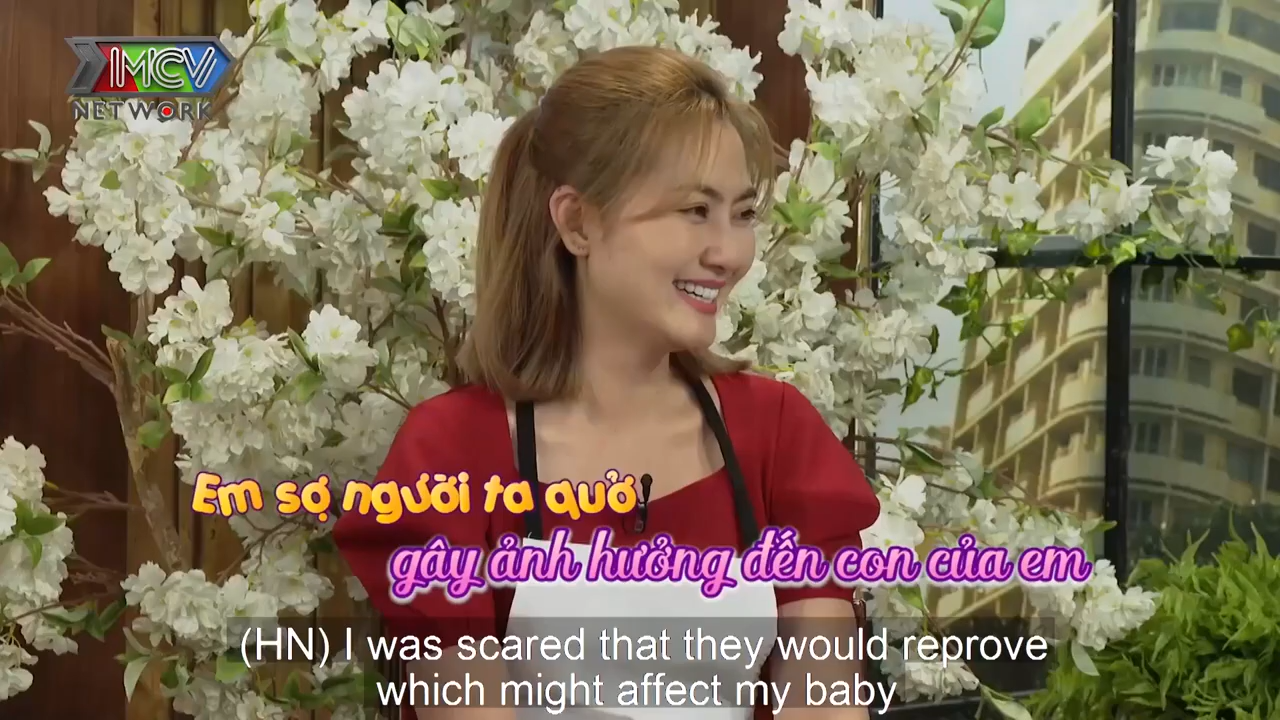 MCV
NETWORK
Em sợ người ta quở
gây ảnh hưởng đến con của em
(HN) I was scared that they would reprove
which might affect my baby